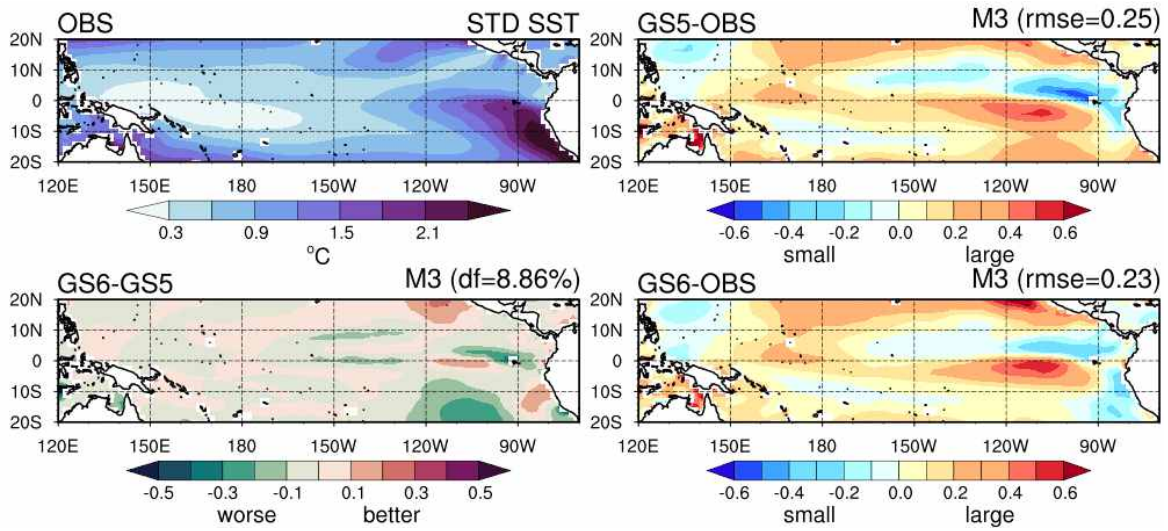 OBS STD SST
20N
10N
0
10S
20S
120E 150E 180 150W 120W 90W
0.3 0.9 1.5 2.1
°C
GS5-OBS M3 (rmse=0.25)
20N
10N
0
10S
20S
120E 150E 180 150W 120W 90W
-0.6 -0.4 -0.2 0.0 0.2 0.4 0.6
small large
GS6-GS5 M3 (df=8.86%)
20N
10N
0
10S
20S
120E 150E 180 150W 120W 90W
-0.5 -0.3 -0.1 0.1 0.3 0.5
worse better
GS6-OBS M3 (rmse=0.23)
20N
10N
0
10S
20S
120E 150E 180 150W 120W 90W
-0.6 -0.4 -0.2 0.0 0.2 0.4 0.6
small large